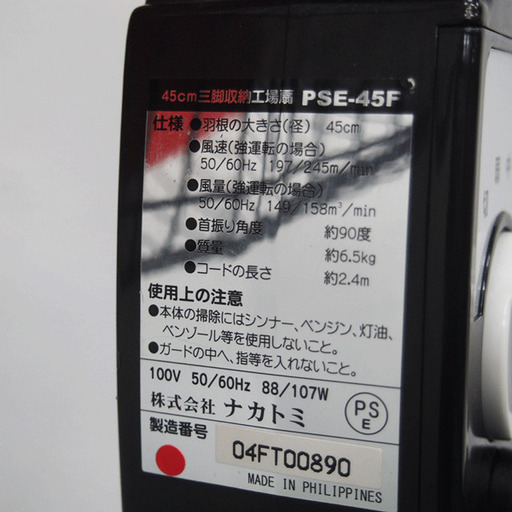 45cm三脚収納工場扇 PSE-45F
仕様 ●羽根の大きさ(径) 45cm
●風速(強運転の場合)
50/60Hz 197/245m/min
●風量(強運転の場合)
50/60Hz 149/158m³/min
●首振り角度 約90度
●質量 約6.5kg
●コードの長さ 約2.4m
使用上の注意
●本体の掃除にはシンナー、ベンジン、灯油、
ベンゾール等を使用しないこと。
●ガードの中へ、指等を入れないこと。
100V 50/60Hz 88/107W
株式会社 ナカトミ
PS
E
製造番号 04FT00890
MADE IN PHILIPPINES